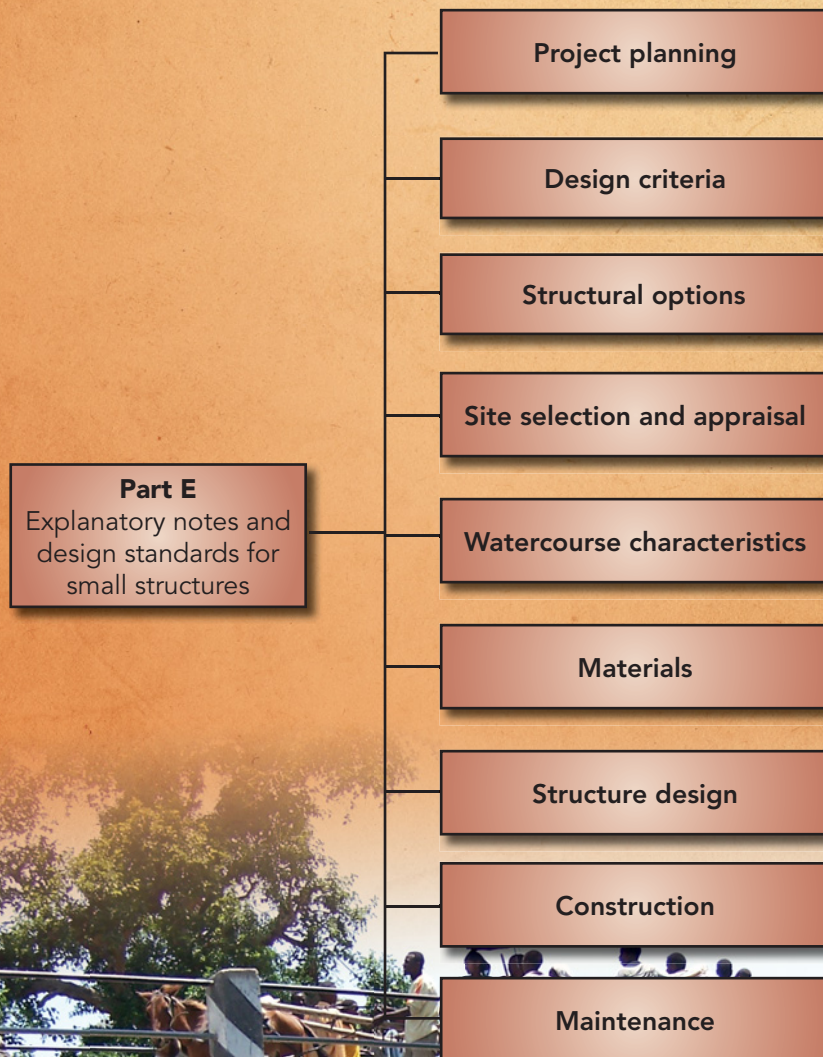 Project planning
Design criteria
Structural options
Site selection and appraisal
Part E
Explanatory notes and
design standards for
small structures
Watercourse characteristics
Materials
Structure design
Construction
Maintenance